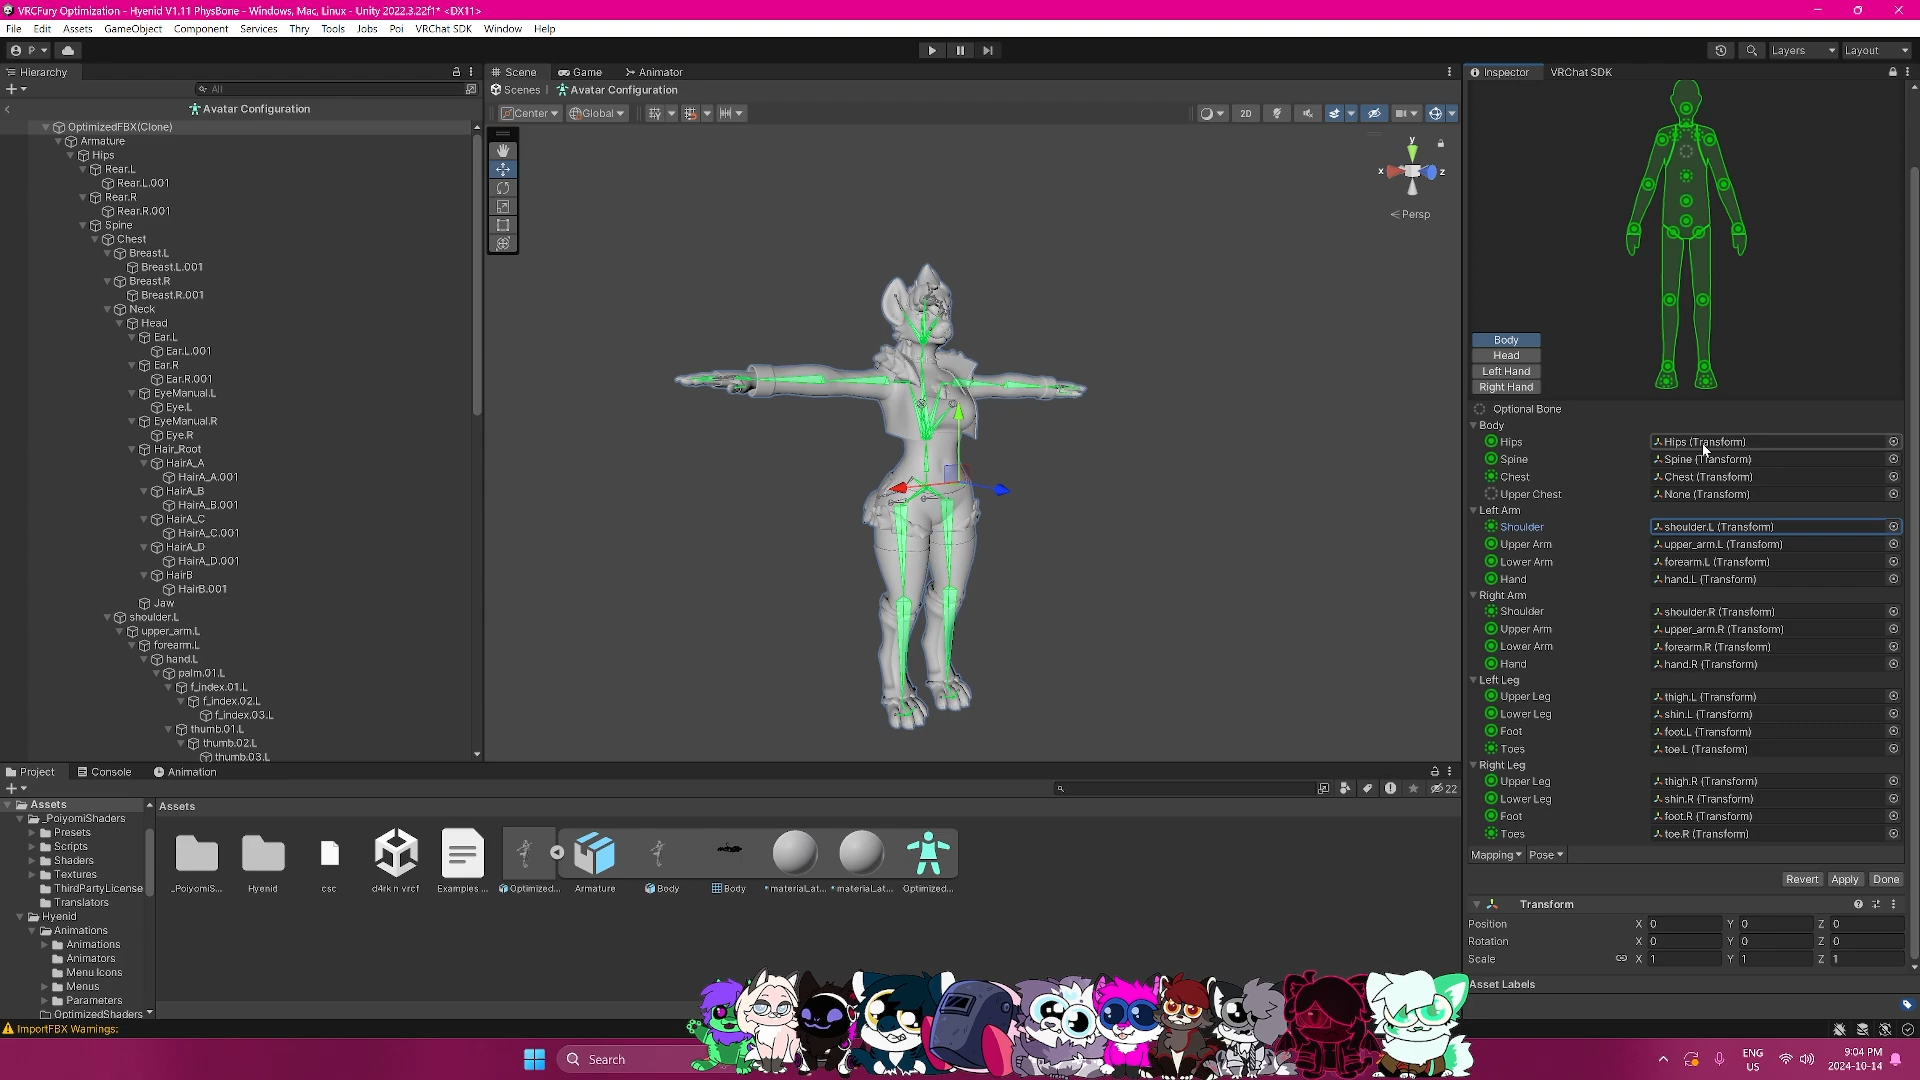 VRCFury Optimization - Hyenid V1.11 PhysBone - Windows, Mac, Linux - Unity 2022.3.22f1* <DX11>
File Edit Assets GameObject Component Services Thry Tools Jobs Poi VRChat SDK Window Help
P Layers Layout
Hierarchy
All
Avatar Configuration
OptimizedFBX(Clone)
Armature
Hips
Rear.L
Rear.L.001
Rear.R
Rear.R.001
Spine
Chest
Breast.L
Breast.L.001
Breast.R
Breast.R.001
Neck
Head
Ear.L
Ear.L.001
Ear.R
Ear.R.001
EyeManual.L
Eye.L
EyeManual.R
Eye.R
Hair_Root
HairA_A
HairA_A.001
HairA_B
HairA_B.001
HairA_C
HairA_C.001
HairA_D
HairA_D.001
HairB
HairB.001
Jaw
shoulder.L
upper_arm.L
forearm.L
hand.L
palm.01.L
f_index.01.L
f_index.02.L
f_index.03.L
thumb.01.L
thumb.02.L
thumb.03.L
Scene Game Animator
Scenes Avatar Configuration
Center Global 2D
y
x z
Persp
Inspector VRChat SDK
Body
Head
Left Hand
Right Hand
Optional Bone
Body
Hips Hips (Transform)
Spine Spine (Transform)
Chest Chest (Transform)
Upper Chest None (Transform)
Left Arm
Shoulder shoulder.L (Transform)
Upper Arm upper_arm.L (Transform)
Lower Arm forearm.L (Transform)
Hand hand.L (Transform)
Right Arm
Shoulder shoulder.R (Transform)
Upper Arm upper_arm.R (Transform)
Lower Arm forearm.R (Transform)
Hand hand.R (Transform)
Left Leg
Upper Leg thigh.L (Transform)
Lower Leg shin.L (Transform)
Foot foot.L (Transform)
Toes toe.L (Transform)
Right Leg
Upper Leg thigh.R (Transform)
Lower Leg shin.R (Transform)
Foot foot.R (Transform)
Toes toe.R (Transform)
Mapping Pose
Revert Apply Done
Transform
Position X 0 Y 0 Z 0
Rotation X 0 Y 0 Z 0
Scale X 1 Y 1 Z 1
Asset Labels
Project Console Animation
22
Assets
_PoiyomiShaders
Presets
Scripts
Shaders
Textures
ThirdPartyLicense
Translators
Hyenid
Animations
Animations
Animators
Menu Icons
Menus
Parameters
OptimizedShaders
Assets
_PoiyomiS... Hyenid csc d4rkn vrcf Examples ... Optimized... Armature Body Body materiaLat... materiaLat... Optimized...
ImportFBX Warnings:
Search
ENG
US
9:04 PM
2024-10-14